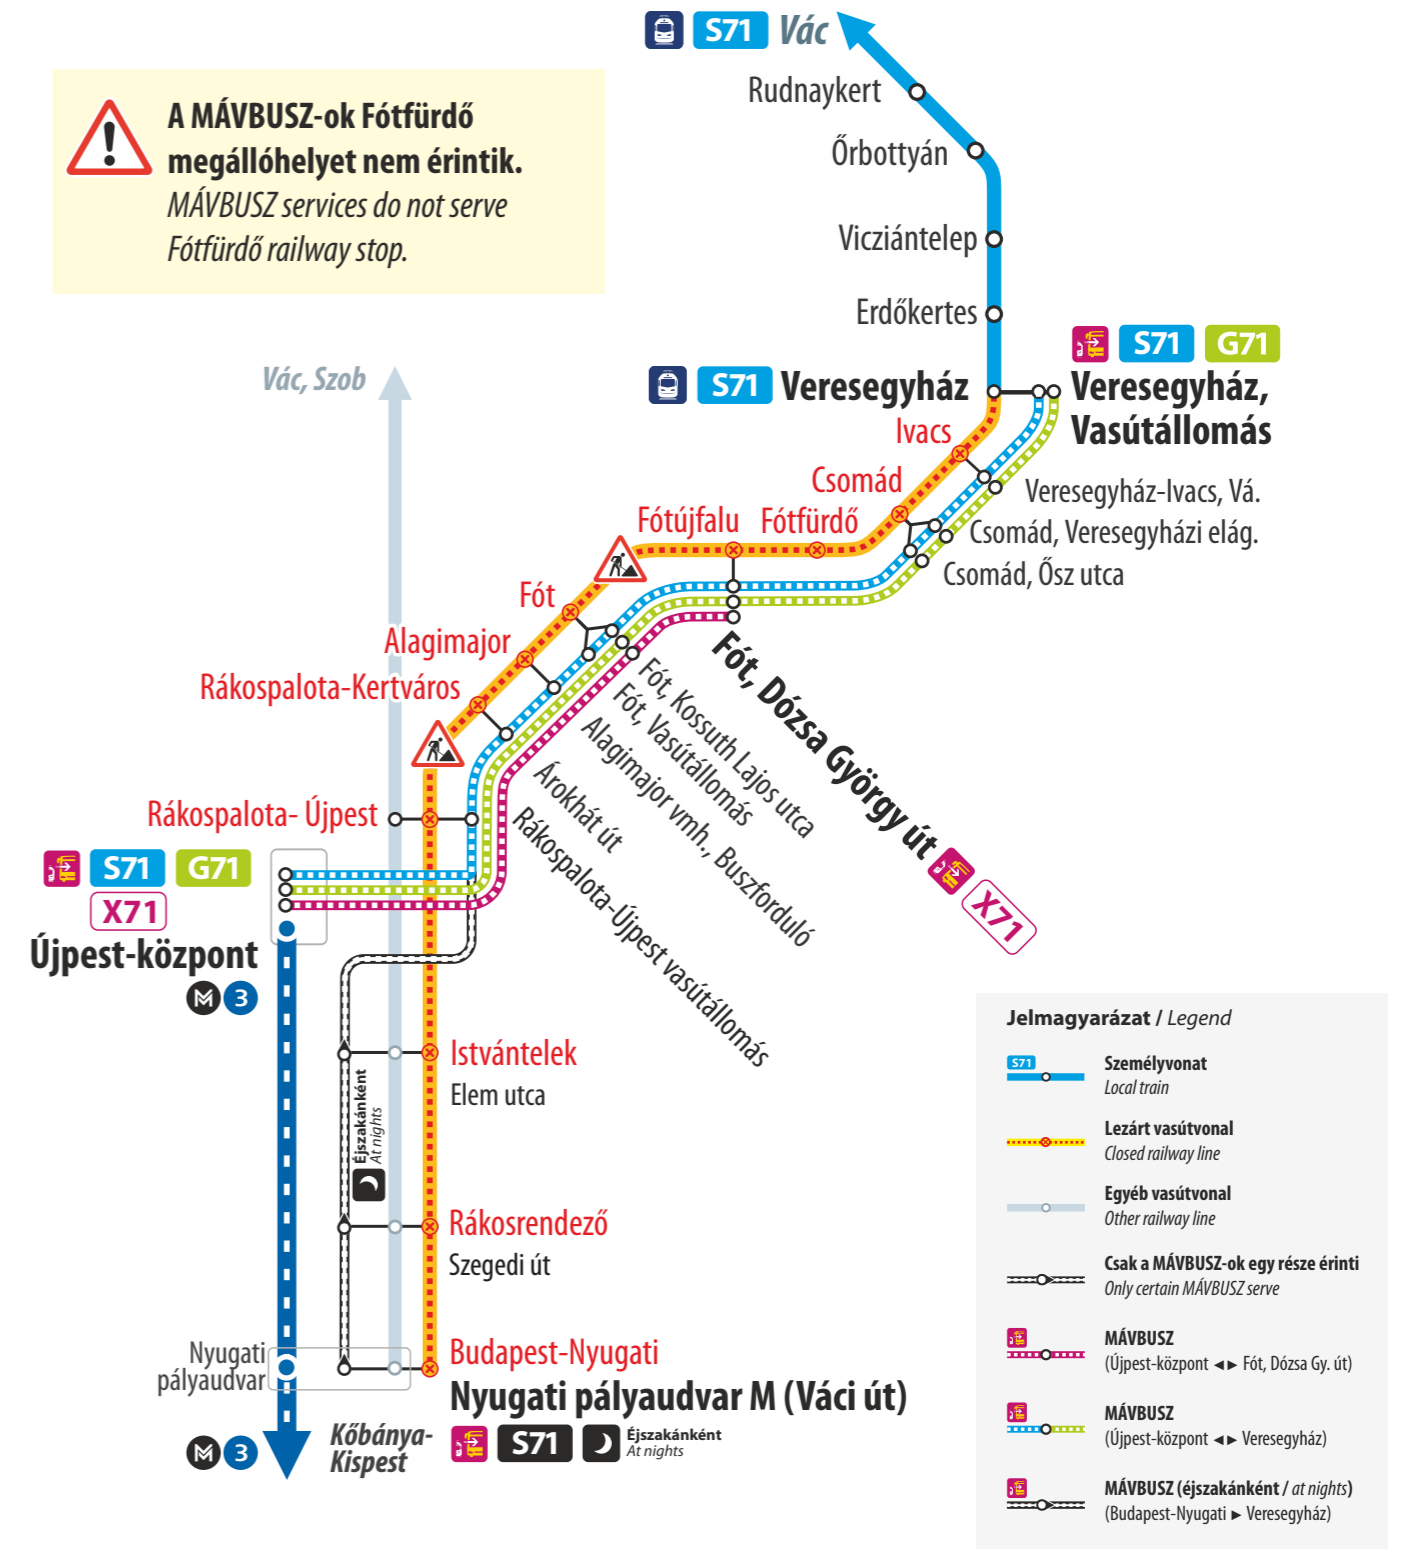 S71 Vác
Rudnaykert
Őrbottyán
Vicziántelep
Erdőkertes
A MÁVBUSZ-ok Fótfürdő
megállóhelyet nem érintik.
MÁVBUSZ services do not serve
Fótfürdő railway stop.
Vác, Szob
S71 Veresegyház
S71 G71
Veresegyház,
Vasútállomás
Ivacs
Csomád
Fótújfalu
Fótfürdő
Veresegyház-Ivacs, Vá.
Csomád, Veresegyházi elág.
Csomád, Ősz utca
Fót
Alagimajor
Rákospalota-Kertváros
Rákospalota- Újpest
Fót, Dózsa György út
X71
Fót, Kossuth Lajos utca
Fót, Vasútállomás
Alagimajor vmh., Buszforduló
Árokhát út
Rákospalota-Újpest vasútállomás
S71 G71
X71
Újpest-központ
M 3
Istvántelek
Elem utca
Éjszakánként
At nights
Rákosrendező
Szegedi út
Nyugati
pályaudvar
Budapest-Nyugati
Nyugati pályaudvar M (Váci út)
S71
Éjszakánként
At nights
M 3
Kőbánya-
Kispest
Jelmagyarázat / Legend
S71
Személyvonat
Local train
Lezárt vasútvonal
Closed railway line
Egyéb vasútvonal
Other railway line
Csak a MÁVBUSZ-ok egy része érinti
Only certain MÁVBUSZ serve
MÁVBUSZ
(Újpest-központ ◄► Fót, Dózsa Gy. út)
MÁVBUSZ
(Újpest-központ ◄► Veresegyház)
MÁVBUSZ (éjszakánként / at nights)
(Budapest-Nyugati ► Veresegyház)